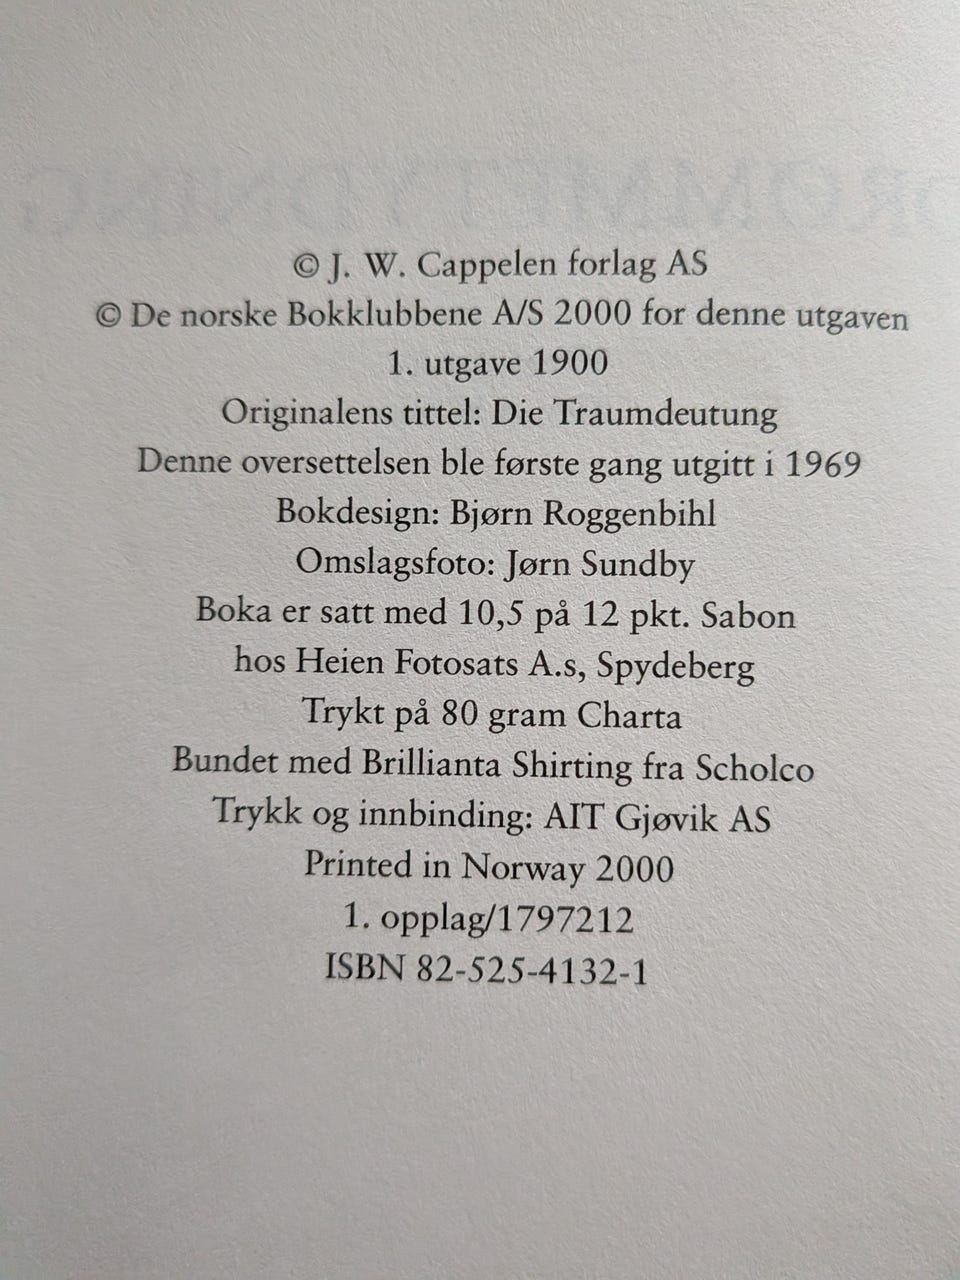 © J. W. Cappelen forlag AS
© De norske Bokklubbene A/S 2000 for denne utgaven
1. utgave 1900
Originalens tittel: Die Traumdeutung
Denne oversettelsen ble første gang utgitt i 1969
Bokdesign: Bjørn Roggenbihl
Omslagsfoto: Jørn Sundby
Boka er satt med 10,5 på 12 pkt. Sabon
hos Heien Fotosats A.s, Spydeberg
Trykt på 80 gram Charta
Bundet med Brillianta Shirting fra Scholco
Trykk og innbinding: AIT Gjøvik AS
Printed in Norway 2000
1. opplag/1797212
ISBN 82-525-4132-1